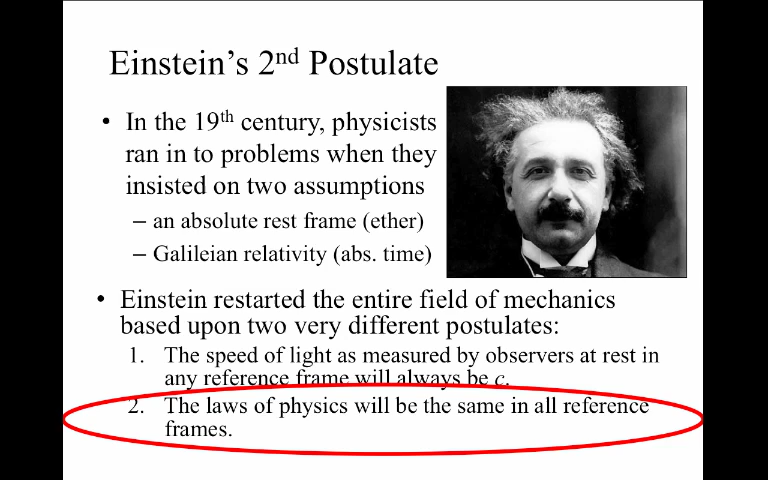 Einstein's 2nd Postulate
• In the 19th century, physicists
ran in to problems when they
insisted on two assumptions
– an absolute rest frame (ether)
– Galileian relativity (abs. time)
• Einstein restarted the entire field of mechanics
based upon two very different postulates:
1. The speed of light as measured by observers at rest in
any reference frame will always be c.
2. The laws of physics will be the same in all reference
frames.